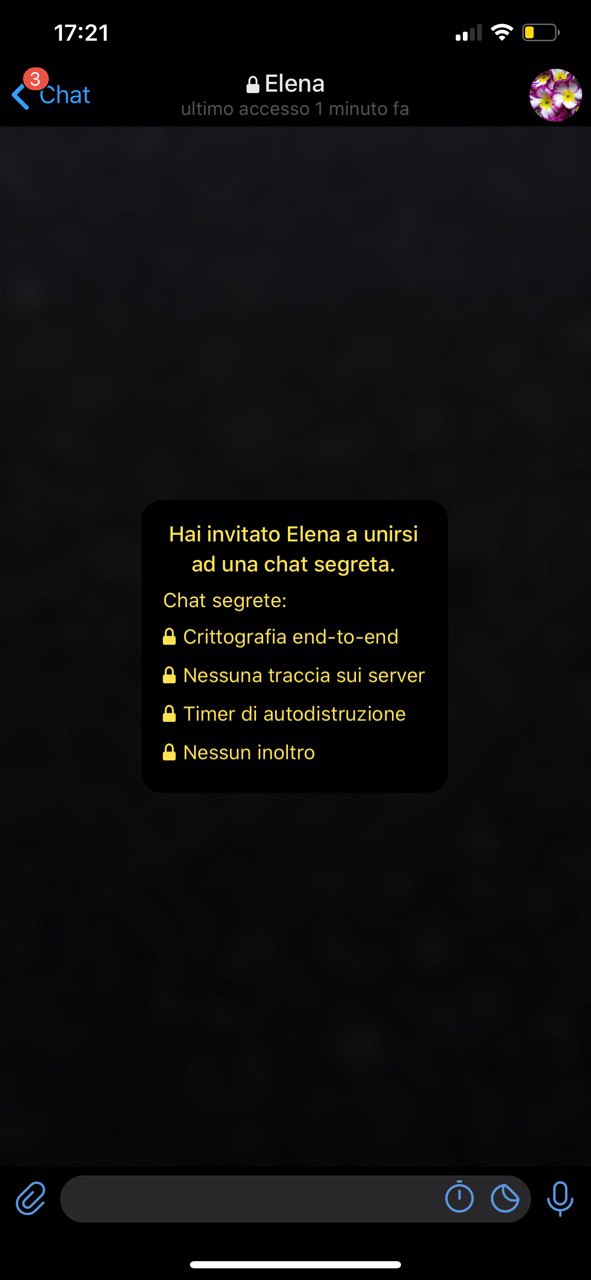 17:21
3
Chat
Elena
ultimo accesso 1 minuto fa
Hai invitato Elena a unirsi
ad una chat segreta.
Chat segrete:
Crittografia end-to-end
Nessuna traccia sui server
Timer di autodistruzione
Nessun inoltro